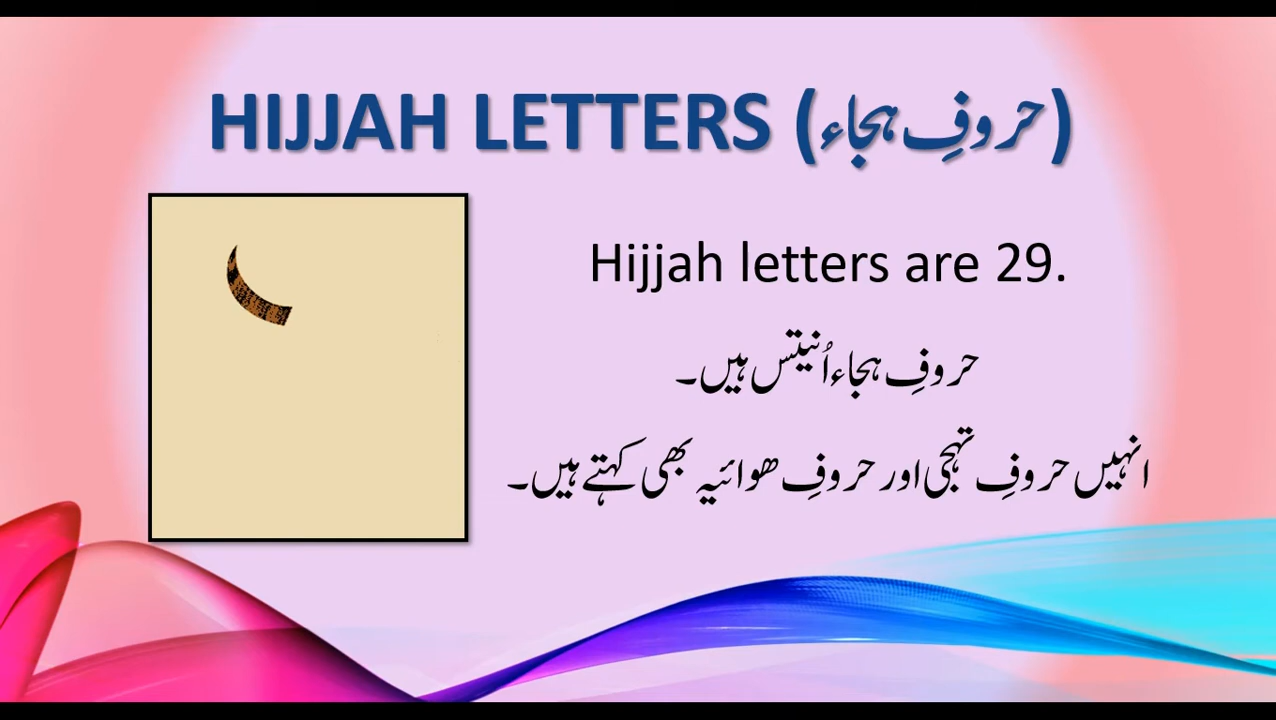 HIJJAH LETTERS (حروفِ ہجاء)
Hijjah letters are 29.
حروفِ ہجاء اُنیتس ہیں۔
انہیں حروفِ تہجی اور حروفِ ھوائیہ بھی کہتے ہیں۔